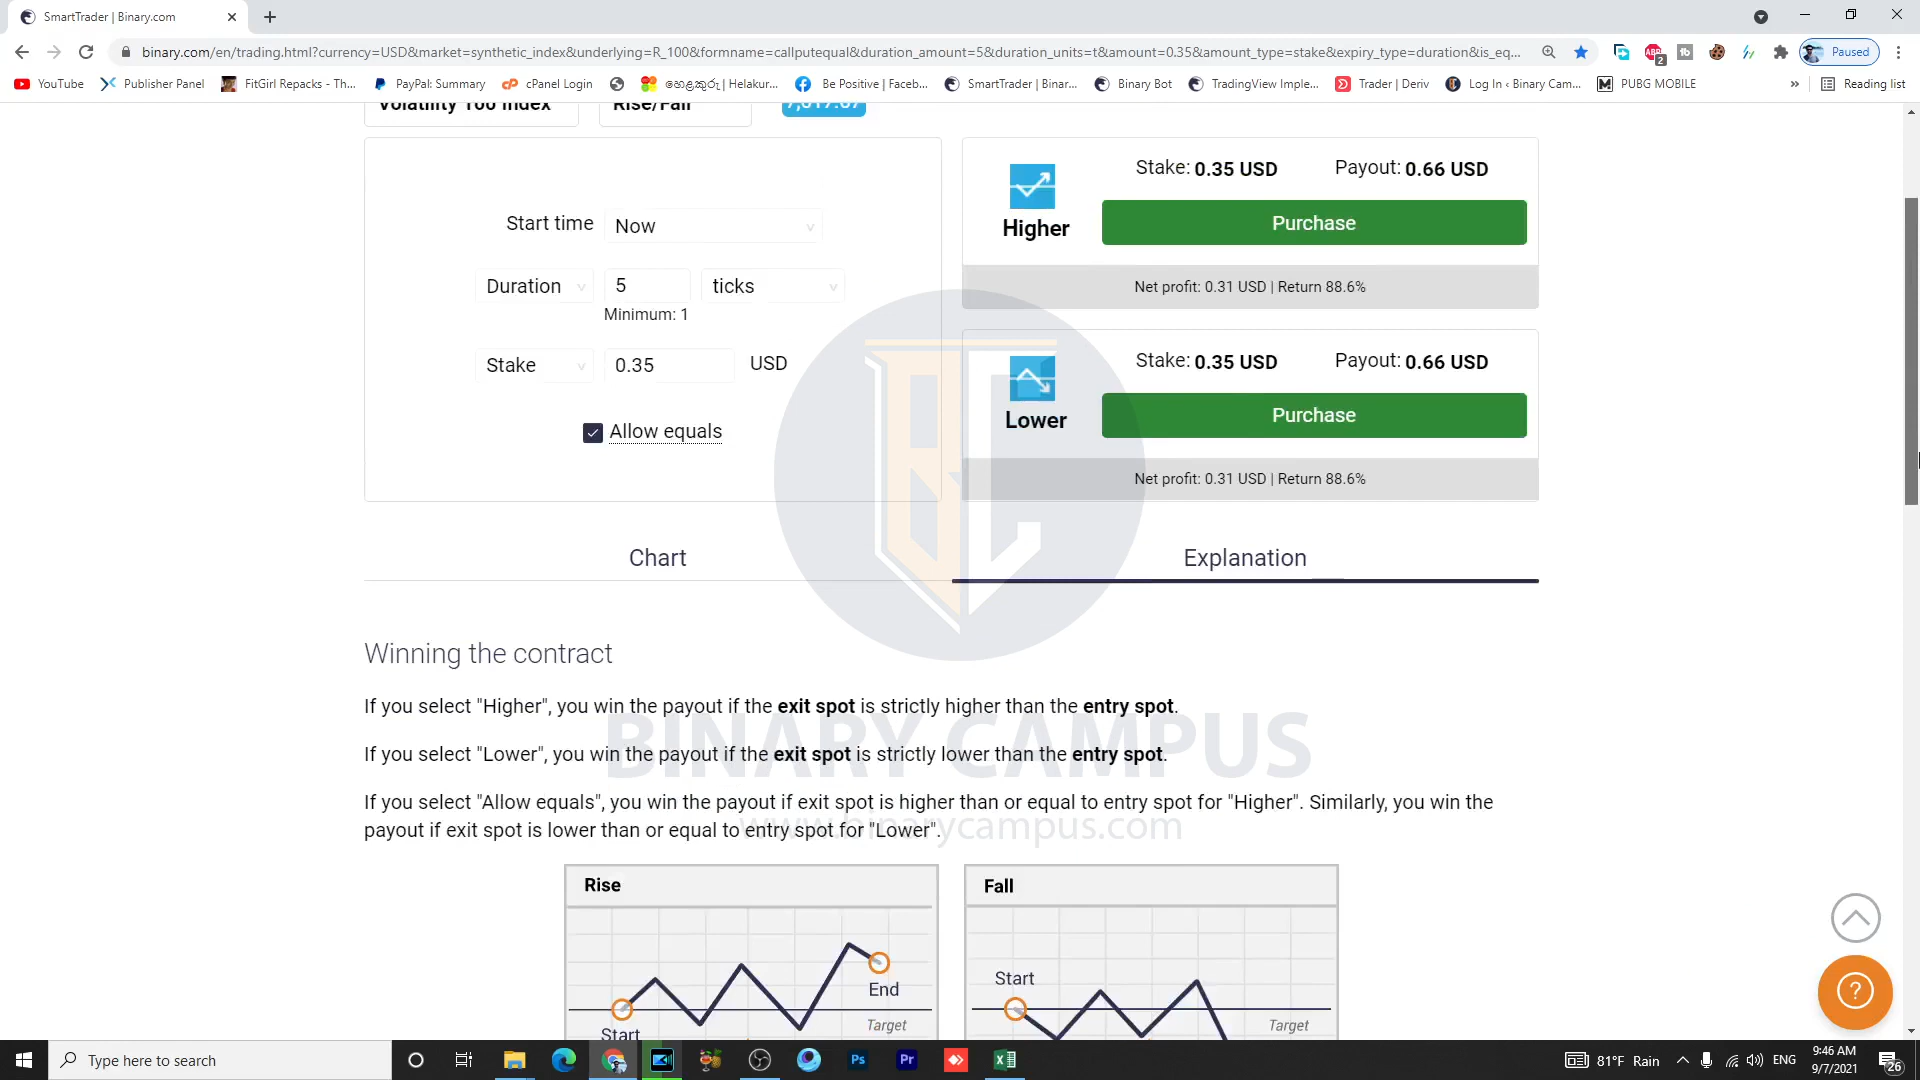 SmartTrader | Binary.com
binary.com/en/trading.html?currency=USD&market=synthetic_index&underlying=R_100&formname=callputequal&duration_amount=5&duration_units=t&amount=0.35&amount_type=stake&expiry_type=duration&is_eq...
2
Paused
YouTube
Publisher Panel
FitGirl Repacks - Th...
PayPal: Summary
cPanel Login
හෙළකුරු | Helakur...
Be Positive | Faceb...
SmartTrader | Binar...
Binary Bot
TradingView Imple...
Trader | Deriv
Log In ‹ Binary Cam...
PUBG MOBILE
»
Reading list
Volatility 100 Index
Rise/Fall
Start time
Now
Duration
5
ticks
Minimum: 1
Stake
0.35
USD
Allow equals
Higher
Stake: 0.35 USD
Payout: 0.66 USD
Purchase
Net profit: 0.31 USD | Return 88.6%
Lower
Stake: 0.35 USD
Payout: 0.66 USD
Purchase
Net profit: 0.31 USD | Return 88.6%
Chart
Explanation
Winning the contract
If you select "Higher", you win the payout if the exit spot is strictly higher than the entry spot.
BINARY CAMPUS
If you select "Lower", you win the payout if the exit spot is strictly lower than the entry spot.
If you select "Allow equals", you win the payout if exit spot is higher than or equal to entry spot for "Higher". Similarly, you win the
payout if exit spot is lower than or equal to entry spot for "Lower".
www.binarycampus.com
Rise
End
Target
Start
Fall
Start
Target
?
Type here to search
Ps
Pr
81°F Rain
ENG
9:46 AM
9/7/2021
26